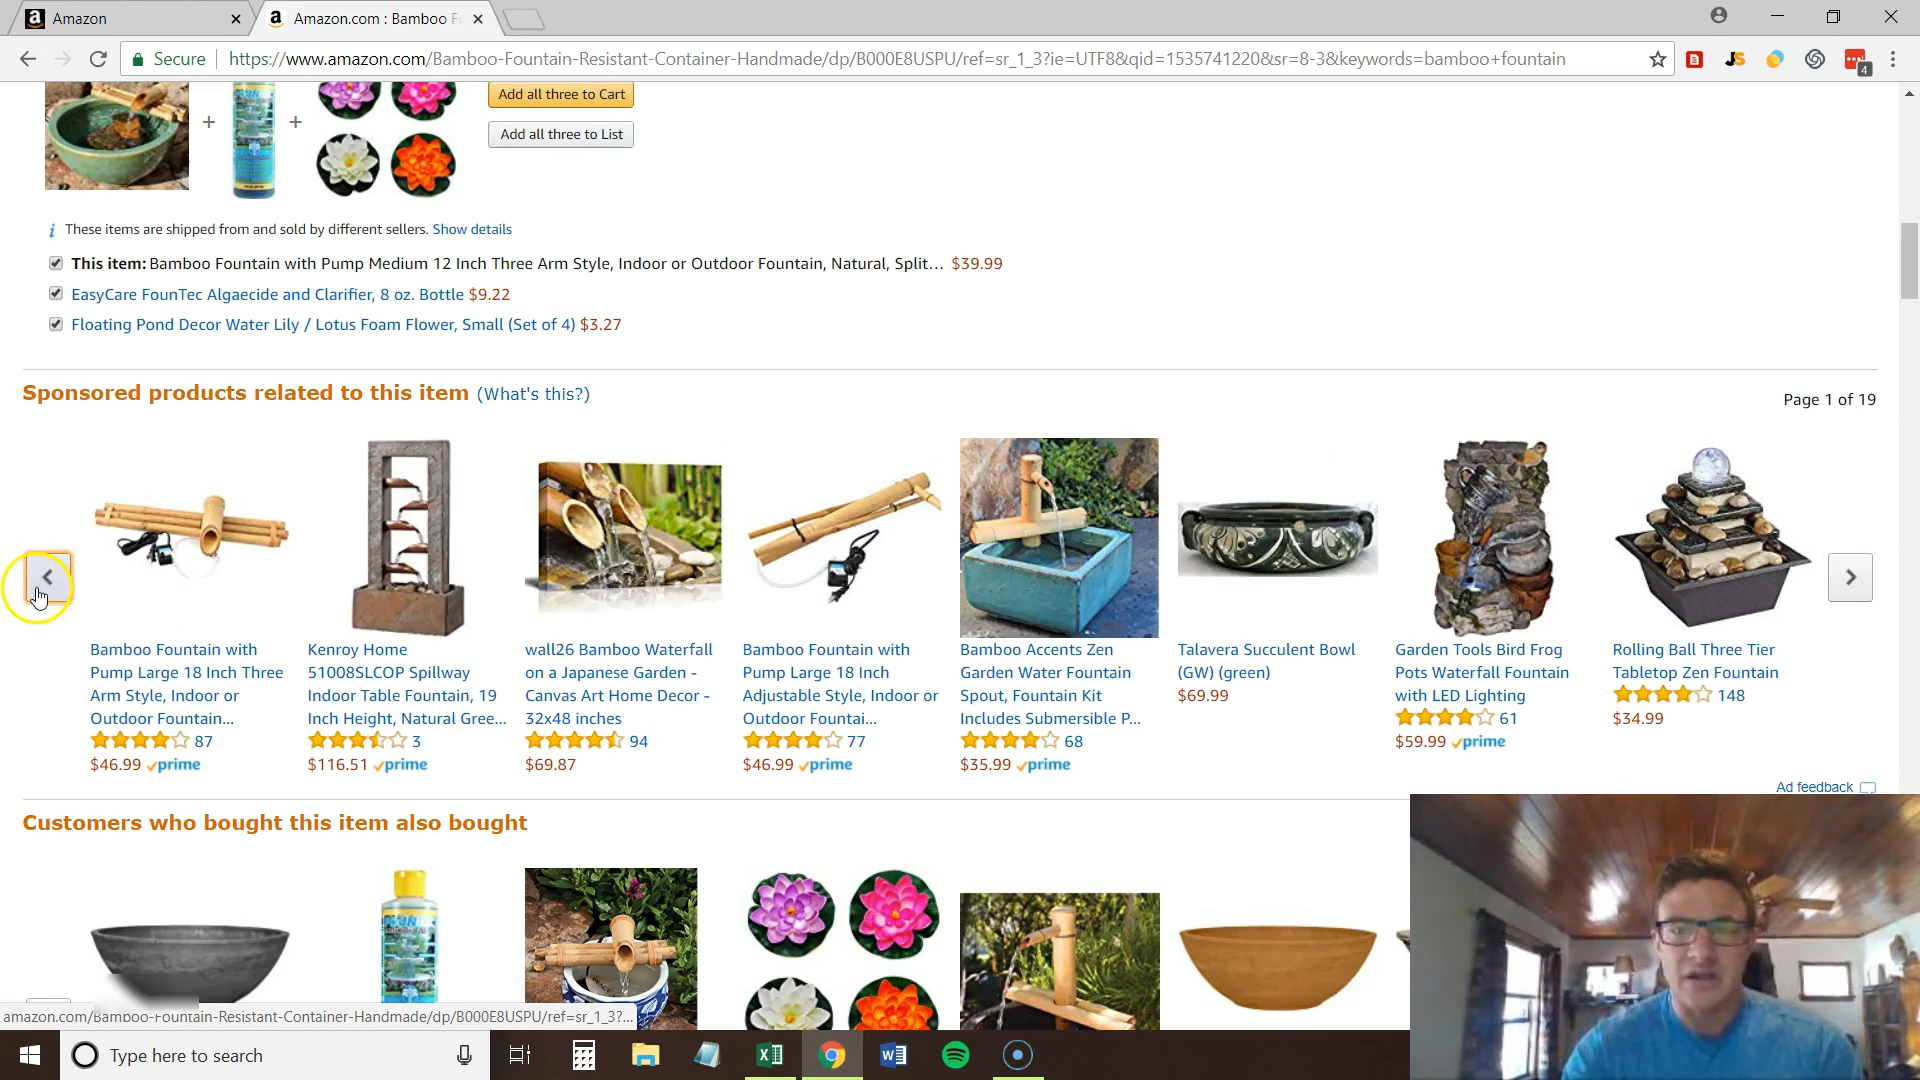 Amazon
Amazon.com : Bamboo F
Secure
https://www.amazon.com/Bamboo-Fountain-Resistant-Container-Handmade/dp/B000E8USPU/ref=sr_1_3?ie=UTF8&qid=1535741220&sr=8-3&keywords=bamboo+fountain
JS
4
+
+
Add all three to Cart
Add all three to List
These items are shipped from and sold by different sellers. Show details
This item: Bamboo Fountain with Pump Medium 12 Inch Three Arm Style, Indoor or Outdoor Fountain, Natural, Split… $39.99
EasyCare FounTec Algaecide and Clarifier, 8 oz. Bottle $9.22
Floating Pond Decor Water Lily / Lotus Foam Flower, Small (Set of 4) $3.27
Sponsored products related to this item (What's this?)
Page 1 of 19
Bamboo Fountain with
Pump Large 18 Inch Three
Arm Style, Indoor or
Outdoor Fountain...
87
$46.99 prime
Kenroy Home
51008SLCOP Spillway
Indoor Table Fountain, 19
Inch Height, Natural Gree...
3
$116.51 prime
wall26 Bamboo Waterfall
on a Japanese Garden -
Canvas Art Home Decor -
32x48 inches
94
$69.87
Bamboo Fountain with
Pump Large 18 Inch
Adjustable Style, Indoor or
Outdoor Fountai...
77
$46.99 prime
Bamboo Accents Zen
Garden Water Fountain
Spout, Fountain Kit
Includes Submersible P...
68
$35.99 prime
Talavera Succulent Bowl
(GW) (green)
$69.99
Garden Tools Bird Frog
Pots Waterfall Fountain
with LED Lighting
61
$59.99 prime
Rolling Ball Three Tier
Tabletop Zen Fountain
148
$34.99
Ad feedback
Customers who bought this item also bought
amazon.com/Bamboo-Fountain-Resistant-Container-Handmade/dp/B000E8USPU/ref=sr_1_3?...
Type here to search